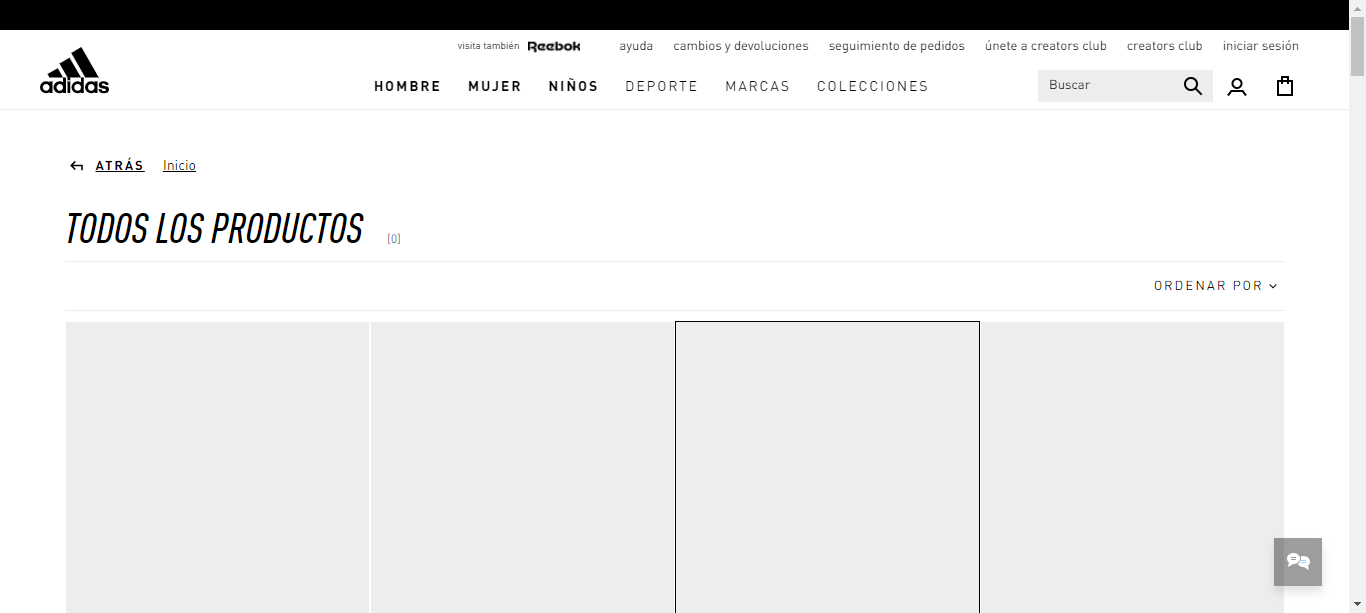 visita también Reebok ayuda cambios y devoluciones seguimiento de pedidos únete a creators club creators club iniciar sesión
adidas
HOMBRE MUJER NIÑOS DEPORTE MARCAS COLECCIONES Buscar
ATRÁS Inicio
TODOS LOS PRODUCTOS [0]
ORDENAR POR